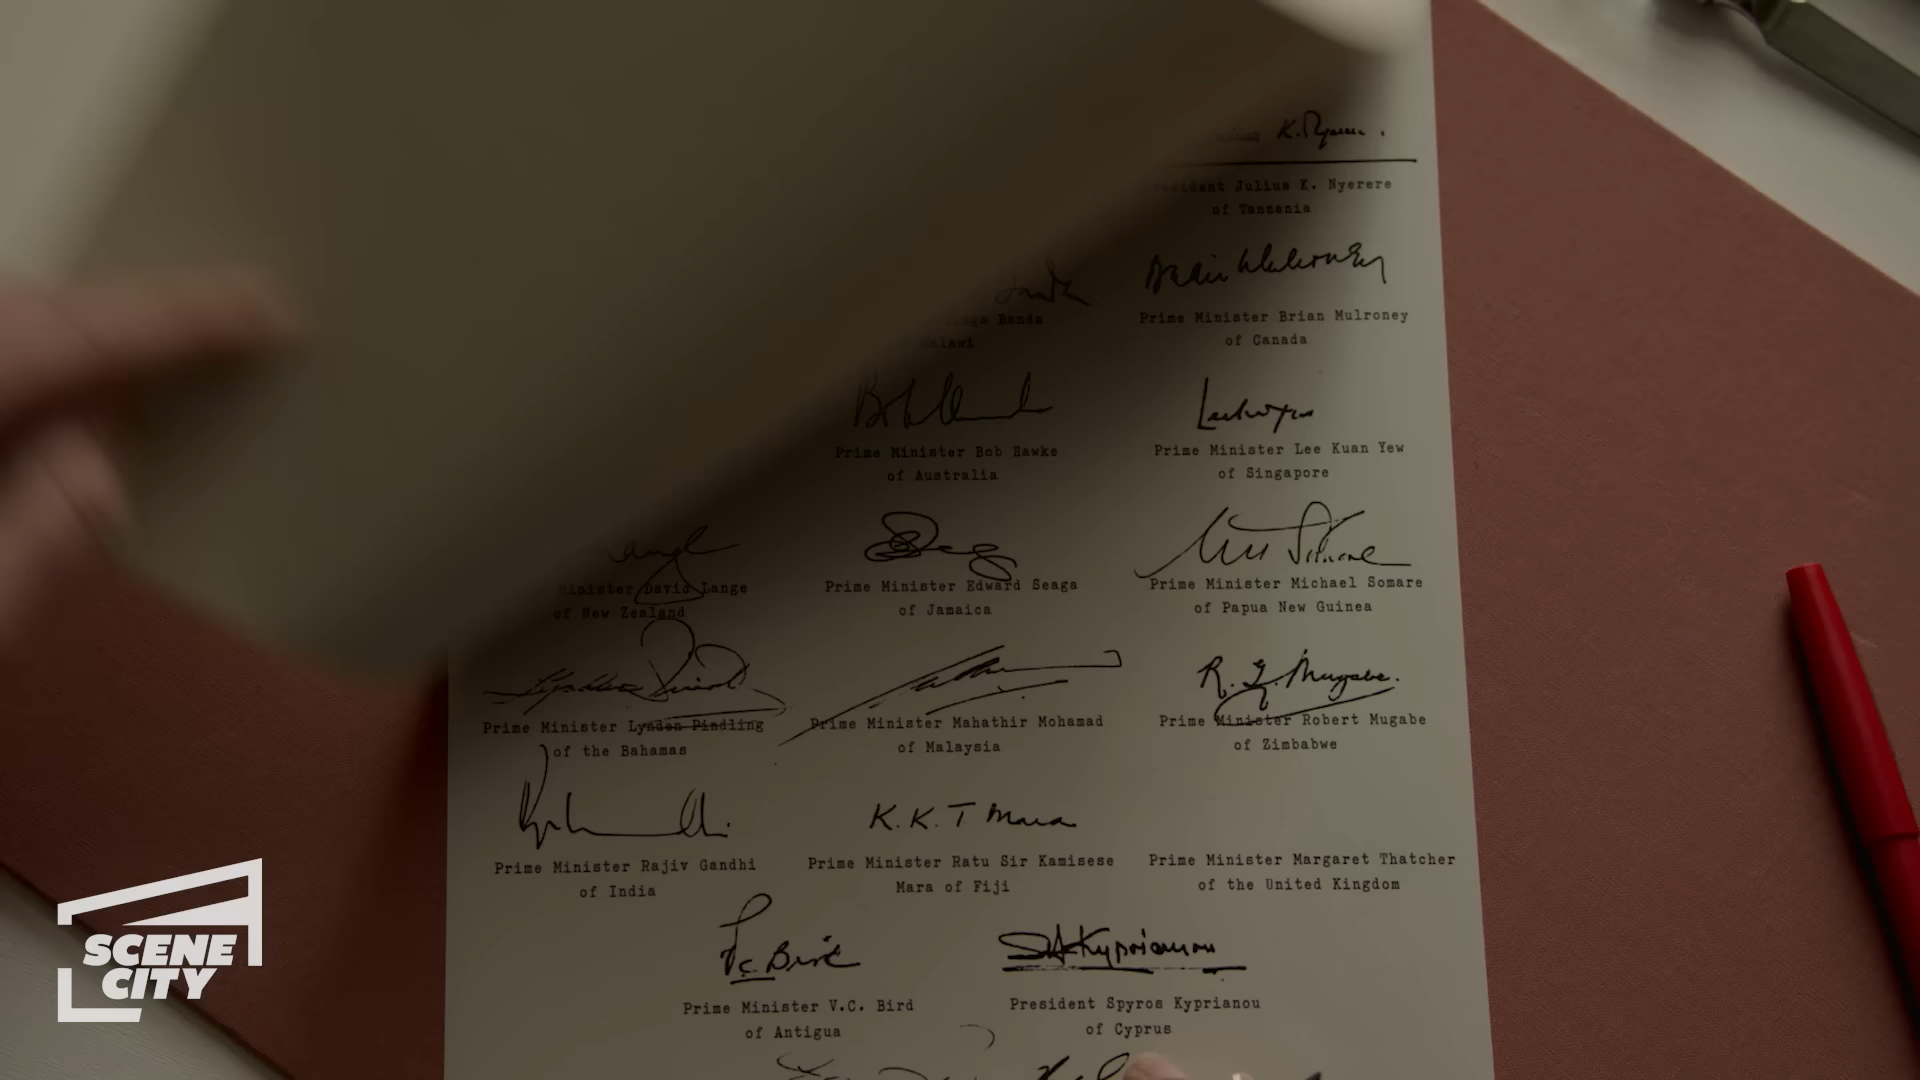 K. Nyerere
President Julius K. Nyerere
of Tanzania
Banda
Malawi
Prime Minister Brian Mulroney
of Canada
Prime Minister Bob Hawke
of Australia
Prime Minister Lee Kuan Yew
of Singapore
Minister David Lange
of New Zealand
Seaga
Prime Minister Edward Seaga
of Jamaica
Prime Minister Michael Somare
of Papua New Guinea
R. G. Mugabe.
Prime Minister Lynden Pindling
of the Bahamas
Prime Minister Mahathir Mohamad
of Malaysia
Prime Minister Robert Mugabe
of Zimbabwe
K. K. T Mara
Prime Minister Rajiv Gandhi
of India
Prime Minister Ratu Sir Kamisese
Mara of Fiji
Prime Minister Margaret Thatcher
of the United Kingdom
V.C. Bird
S Kyprianou
Prime Minister V.C. Bird
of Antigua
President Spyros Kyprianou
of Cyprus
SCENE
CITY